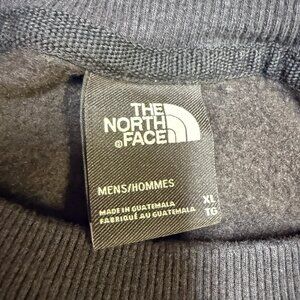 THE
NORTH
FACE
MENS/HOMMES
XL
TG
MADE IN GUATEMALA
FABRIQUÉ AU GUATEMALA